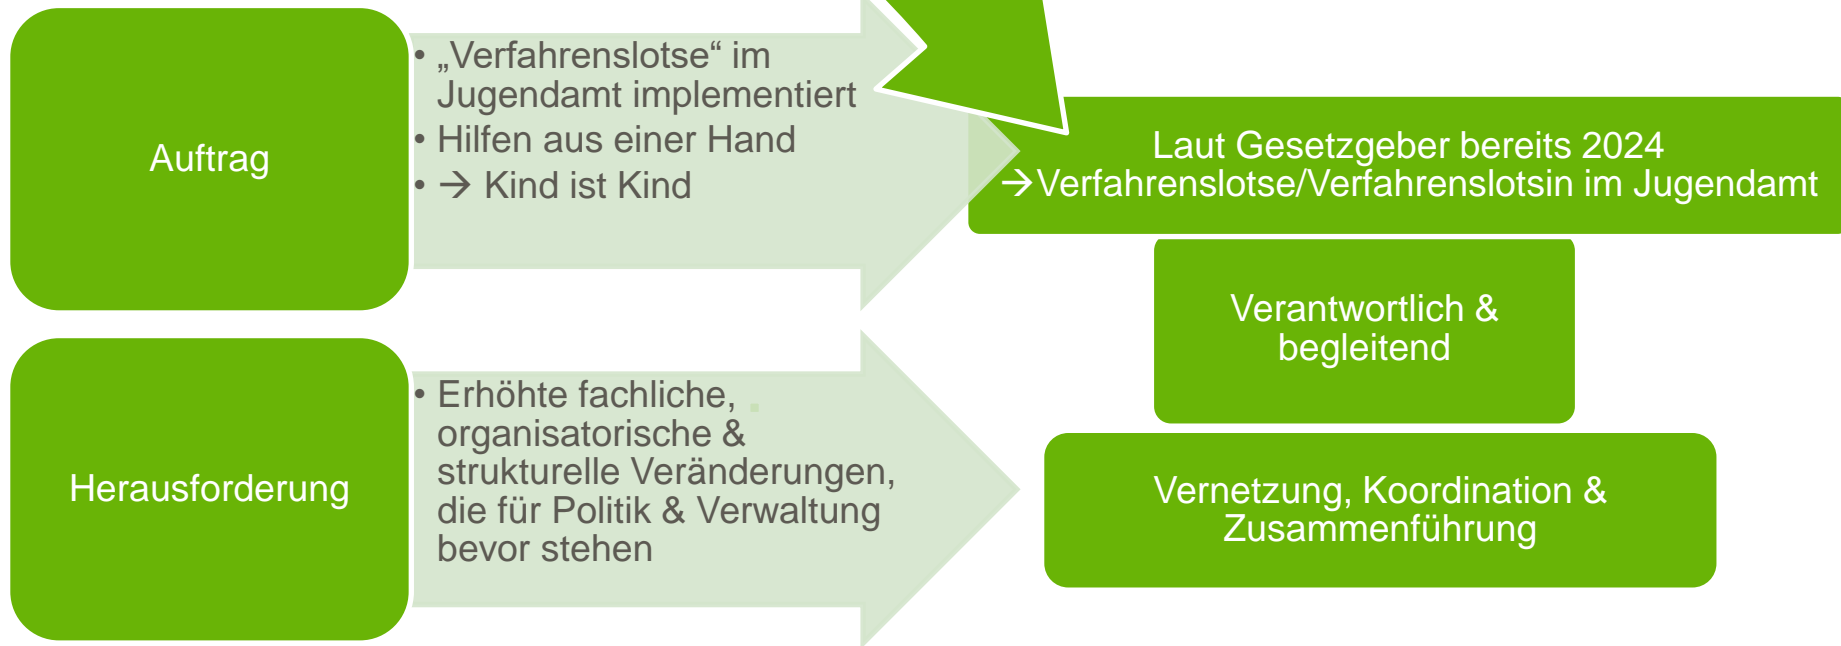 Auftrag
• „Verfahrenslotse“ im
Jugendamt implementiert
• Hilfen aus einer Hand
• → Kind ist Kind
Laut Gesetzgeber bereits 2024
→Verfahrenslotse/Verfahrenslotsin im Jugendamt
Verantwortlich &
begleitend
Herausforderung
• Erhöhte fachliche,
organisatorische &
strukturelle Veränderungen,
die für Politik & Verwaltung
bevor stehen
Vernetzung, Koordination &
Zusammenführung